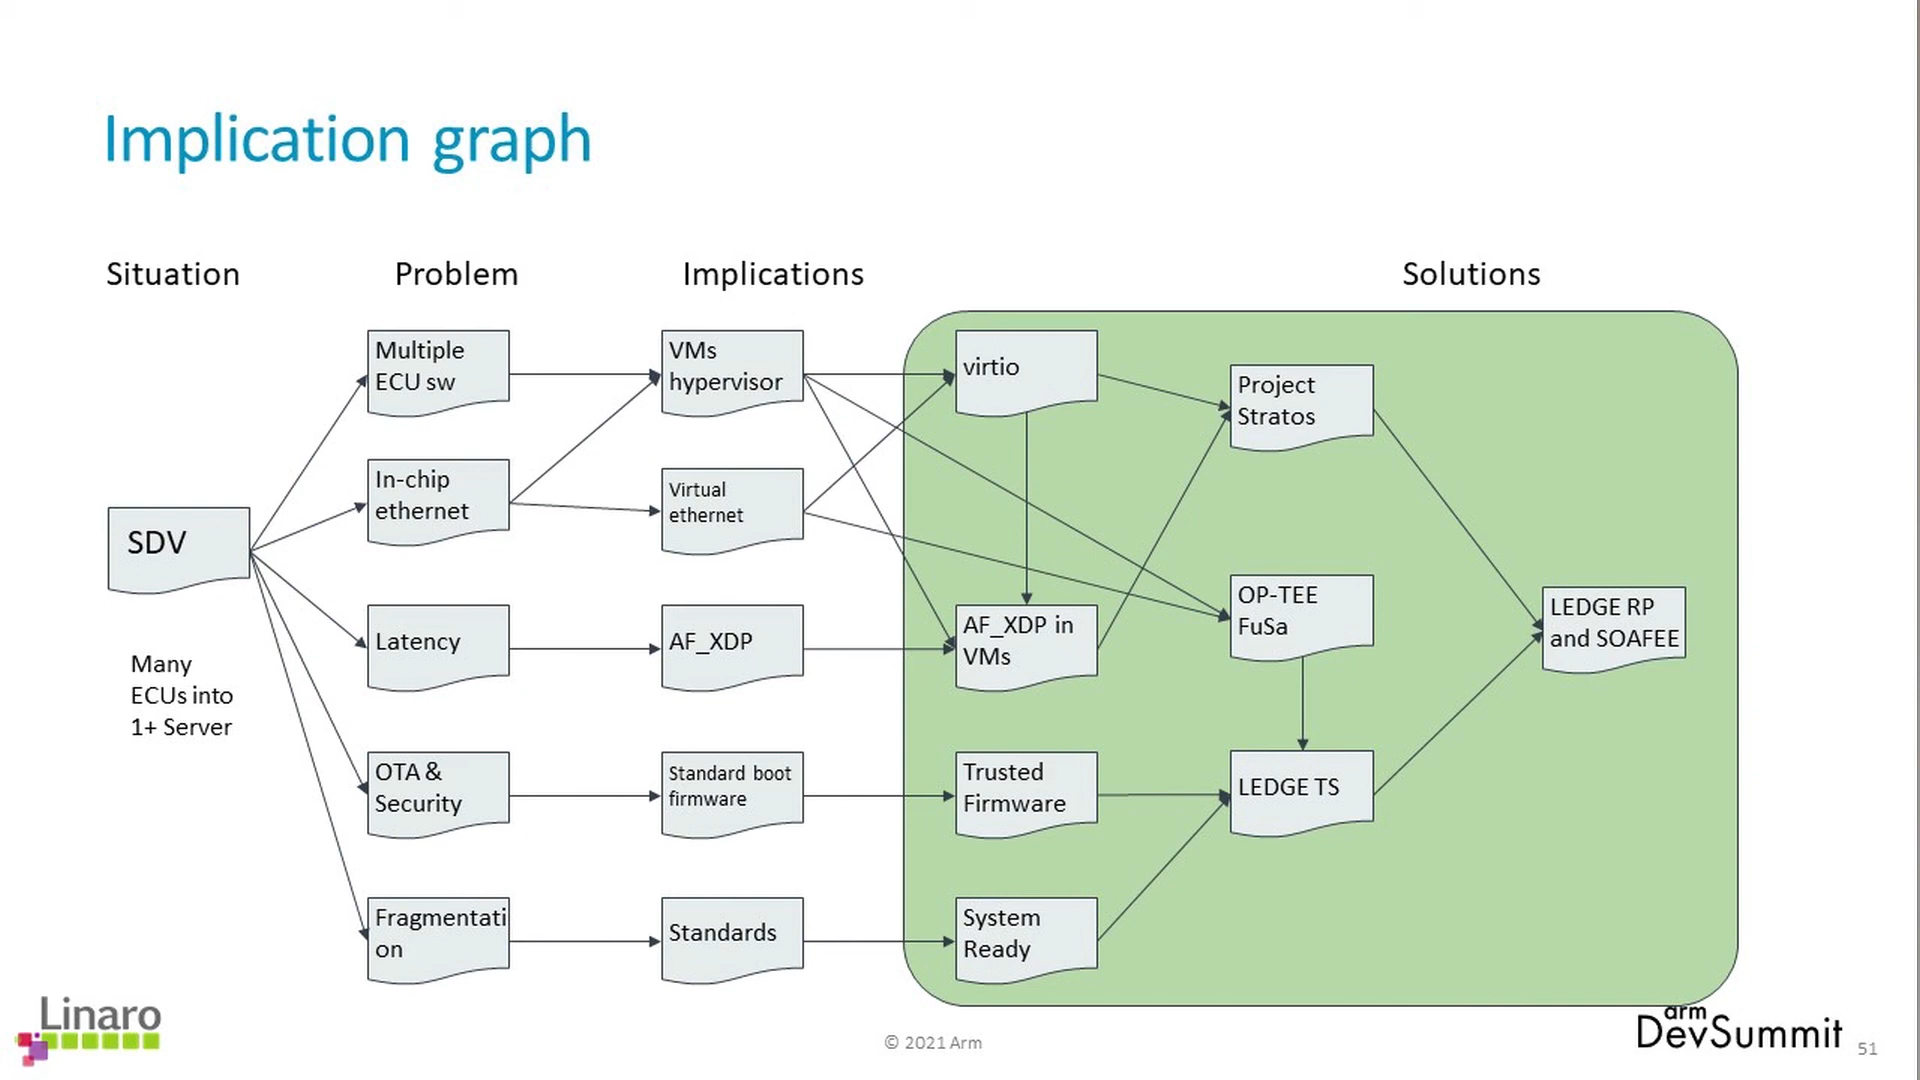 Implication graph
Situation
Problem
Implications
Solutions
Multiple
ECU sw
VMs
hypervisor
virtio
Project
Stratos
In-chip
ethernet
Virtual
ethernet
SDV
Many
ECUs into
1+ Server
Latency
AF_XDP
AF_XDP in
VMs
OP-TEE
FuSa
LEDGE RP
and SOAFEE
OTA &
Security
Standard boot
firmware
Trusted
Firmware
LEDGE TS
Fragmentati
on
Standards
System
Ready
Linaro
© 2021 Arm
arm
DevSummit
51